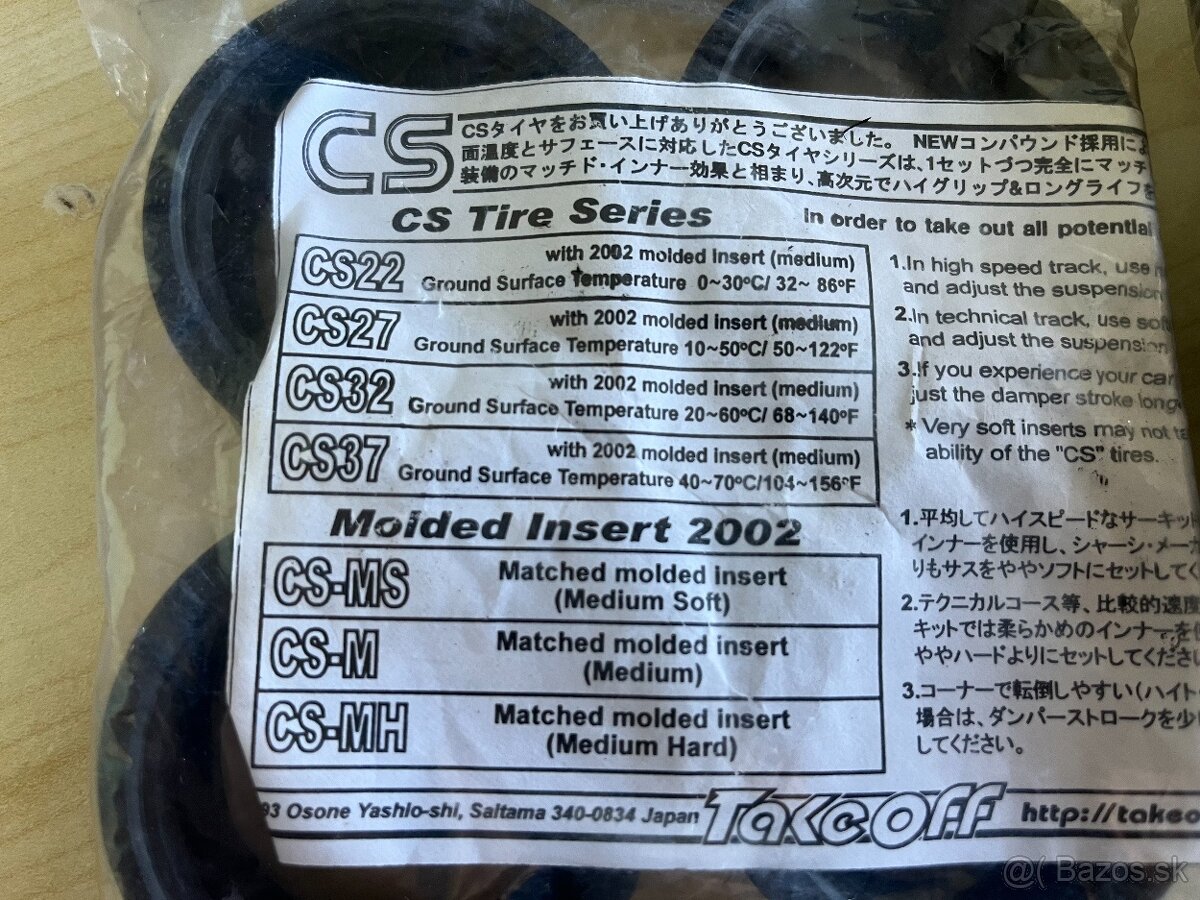 CS
CSタイヤをお買い上げありがとうございました。 NEWコンパウンド採用によ
面温度とサフェースに対応したCSタイヤシリーズは、1セットづつ完全にマッチ
装備のマッチド・インナー効果と相まり、高次元でハイグリップ&ロングライフを
CS Tire Series
CS22
with 2002 molded Insert (medium)
Ground Surface Temperature 0~30ºC/ 32~ 86ºF
CS27
with 2002 molded insert (medium)
Ground Surface Temperature 10~50ºC/ 50~122ºF
CS32
with 2002 molded insert (medium)
Ground Surface Temperature 20~60ºC/ 68~140ºF
CS37
with 2002 molded insert (medium)
Ground Surface Temperature 40~70ºC/104~156ºF
Molded Insert 2002
CS-MS
Matched molded insert
(Medium Soft)
CS-M
Matched molded insert
(Medium)
CS-MH
Matched molded insert
(Medium Hard)
In order to take out all potential
1.In high speed track, use
and adjust the suspension
2.In technical track, use sof
and adjust the suspension
3.If you experience your car
just the damper stroke long
* Very soft inserts may not ta
ability of the "CS" tires.
1.平均してハイスピードなサーキッ
インナーを使用し、シャーシ・メー
りもサスをややソフトにセットしてく
2.テクニカルコース等、比較的速度
キットでは柔らかめのインナーを
ややハードよりにセットしてくださ
3.コーナーで転倒しやすい(ハイト
場合は、ダンパーストロークを少
してください。
93 Osone Yashio-shi, Saitama 340-0834 Japan
TakeOff
http://takeo
@( Bazos.sk